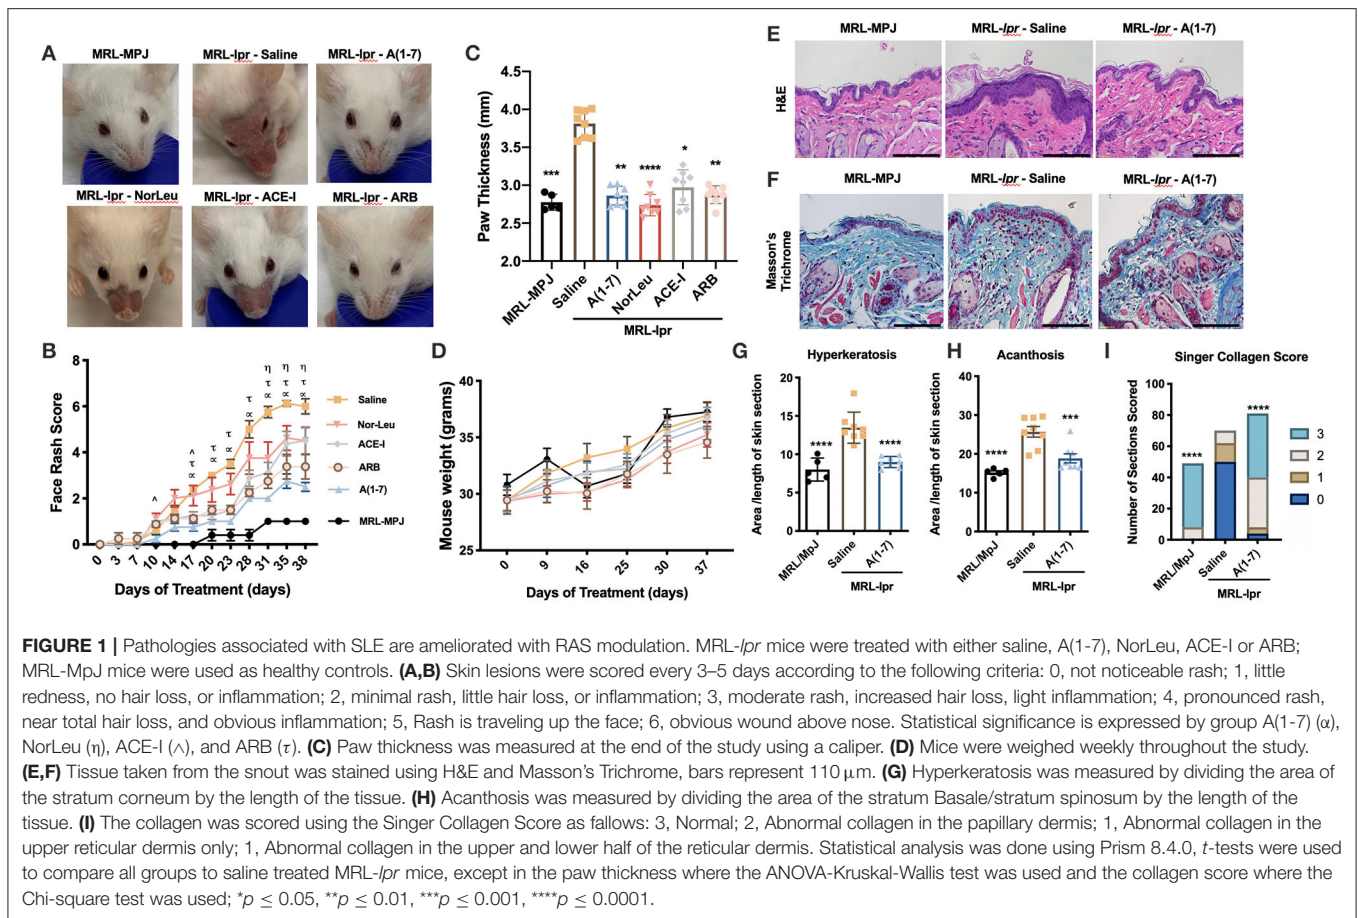 A
MRL-MPJ
MRL-lpr - Saline
MRL-lpr - A(1-7)
MRL-lpr - NorLeu
MRL-lpr - ACE-I
MRL-lpr - ARB
B
Face Rash Score
8
6
4
2
0
η η η
τ τ τ τ
∝ ∝ ∝ ∝
τ τ
∝ ∝
^
τ
∝
^
0 3 7 10 14 17 20 23 28 31 35 38
Days of Treatment (days)
Saline
Nor-Leu
ACE-I
ARB
A(1-7)
MRL-MPJ
C
Paw Thickness (mm)
4.5
4.0
3.5
3.0
2.5
2.0
*** ** **** * **
MRL-MPJ Saline A(1-7) NorLeu ACE-I ARB
MRL-lpr
D
Mouse weight (grams)
40
35
30
25
0 9 16 25 30 37
Days of Treatment (days)
E
MRL-MPJ
MRL-lpr - Saline
MRL-lpr - A(1-7)
H&E
F
MRL-MPJ
MRL-lpr - Saline
MRL-lpr - A(1-7)
Masson's
Trichrome
G
Hyperkeratosis
Area/length of skin section
20
15
10
5
0
**** ****
MRL/MpJ Saline A(1-7)
MRL-lpr
H
Acanthosis
Area /length of skin section
40
30
20
10
0
**** ***
MRL/MpJ Saline A(1-7)
MRL-lpr
I
Singer Collagen Score
Number of Sections Scored
100
80
60
40
20
0
**** ****
MRL/MpJ Saline A(1-7)
MRL-lpr
3
2
1
0
FIGURE 1 | Pathologies associated with SLE are ameliorated with RAS modulation. MRL-lpr mice were treated with either saline, A(1-7), NorLeu, ACE-I or ARB;
MRL-MpJ mice were used as healthy controls. (A,B) Skin lesions were scored every 3–5 days according to the following criteria: 0, not noticeable rash; 1, little
redness, no hair loss, or inflammation; 2, minimal rash, little hair loss, or inflammation; 3, moderate rash, increased hair loss, light inflammation; 4, pronounced rash,
near total hair loss, and obvious inflammation; 5, Rash is traveling up the face; 6, obvious wound above nose. Statistical significance is expressed by group A(1-7) (α),
NorLeu (η), ACE-I (∧), and ARB (τ). (C) Paw thickness was measured at the end of the study using a caliper. (D) Mice were weighed weekly throughout the study.
(E,F) Tissue taken from the snout was stained using H&E and Masson's Trichrome, bars represent 110 μm. (G) Hyperkeratosis was measured by dividing the area of
the stratum corneum by the length of the tissue. (H) Acanthosis was measured by dividing the area of the stratum Basale/stratum spinosum by the length of the
tissue. (I) The collagen was scored using the Singer Collagen Score as fallows: 3, Normal; 2, Abnormal collagen in the papillary dermis; 1, Abnormal collagen in the
upper reticular dermis only; 1, Abnormal collagen in the upper and lower half of the reticular dermis. Statistical analysis was done using Prism 8.4.0, t-tests were used
to compare all groups to saline treated MRL-lpr mice, except in the paw thickness where the ANOVA-Kruskal-Wallis test was used and the collagen score where the
Chi-square test was used; *p ≤ 0.05, **p ≤ 0.01, ***p ≤ 0.001, ****p ≤ 0.0001.